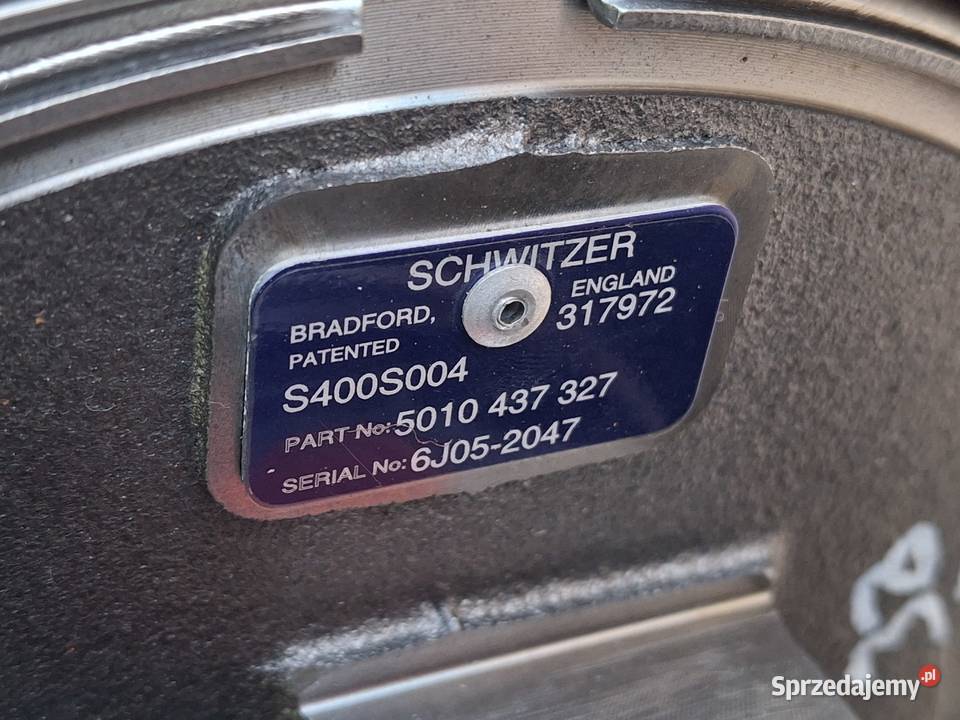 SCHWITZER
BRADFORD, ENGLAND
PATENTED 317972
S400S004
PART No: 5010 437 327
SERIAL No: 6J05-2047
Sprzedajemy.pl